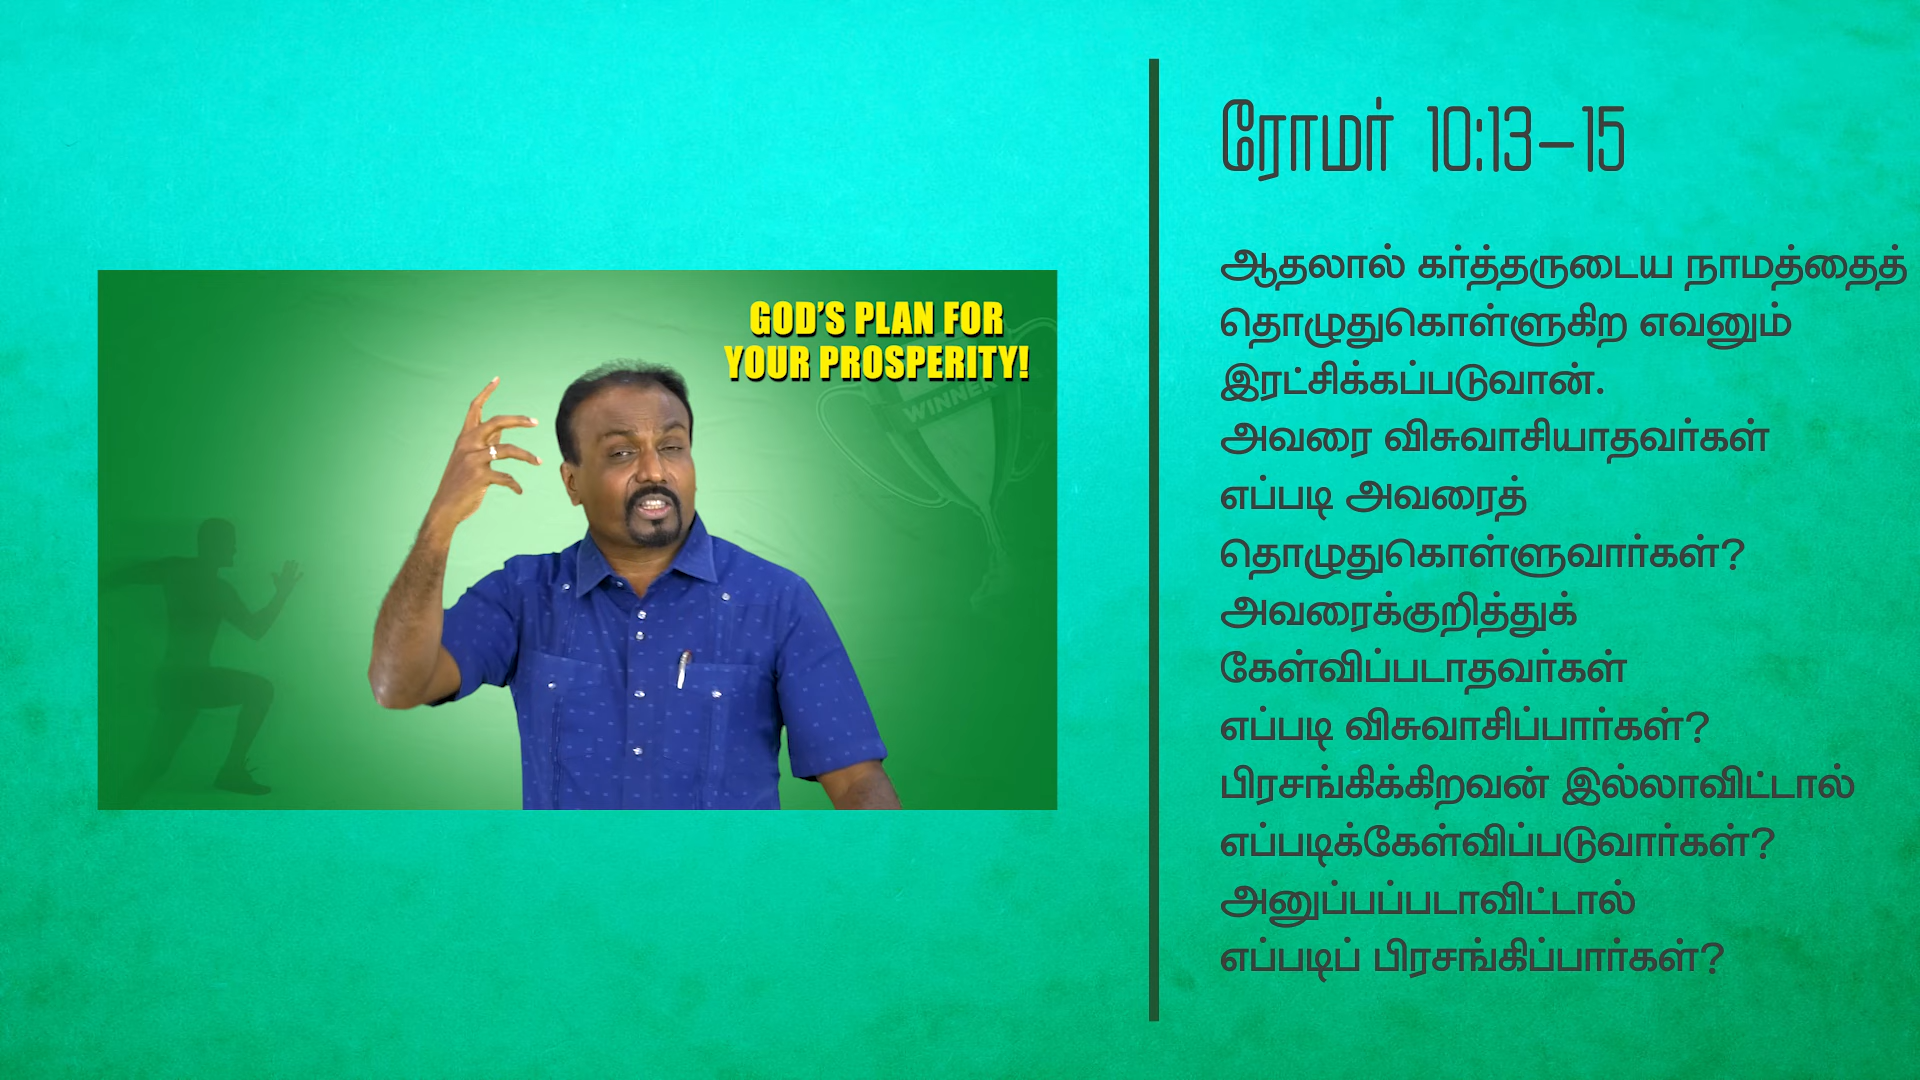 GOD'S PLAN FOR
YOUR PROSPERITY!
WINNER
ரோமர் 10:13-15
ஆதலால் கர்த்தருடைய நாமத்தைத்
தொழுதுகொள்ளுகிற எவனும்
இரட்சிக்கப்படுவான்.
அவரை விசுவாசியாதவர்கள்
எப்படி அவரைத்
தொழுதுகொள்ளுவார்கள்?
அவரைக்குறித்துக்
கேள்விப்படாதவர்கள்
எப்படி விசுவாசிப்பார்கள்?
பிரசங்கிக்கிறவன் இல்லாவிட்டால்
எப்படிக்கேள்விப்படுவார்கள்?
அனுப்பப்படாவிட்டால்
எப்படிப் பிரசங்கிப்பார்கள்?